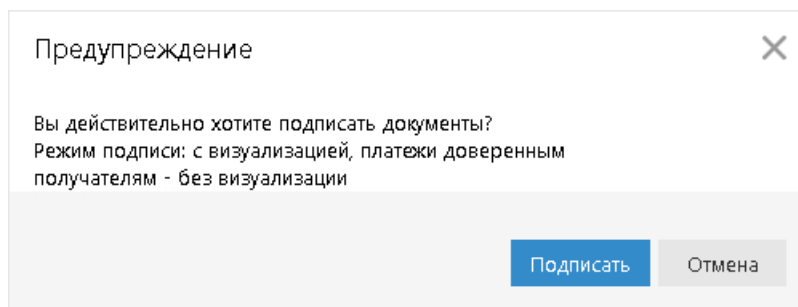 Предупреждение
Вы действительно хотите подписать документы?
Режим подписи: с визуализацией, платежи доверенным
получателям - без визуализации
Подписать
Отмена